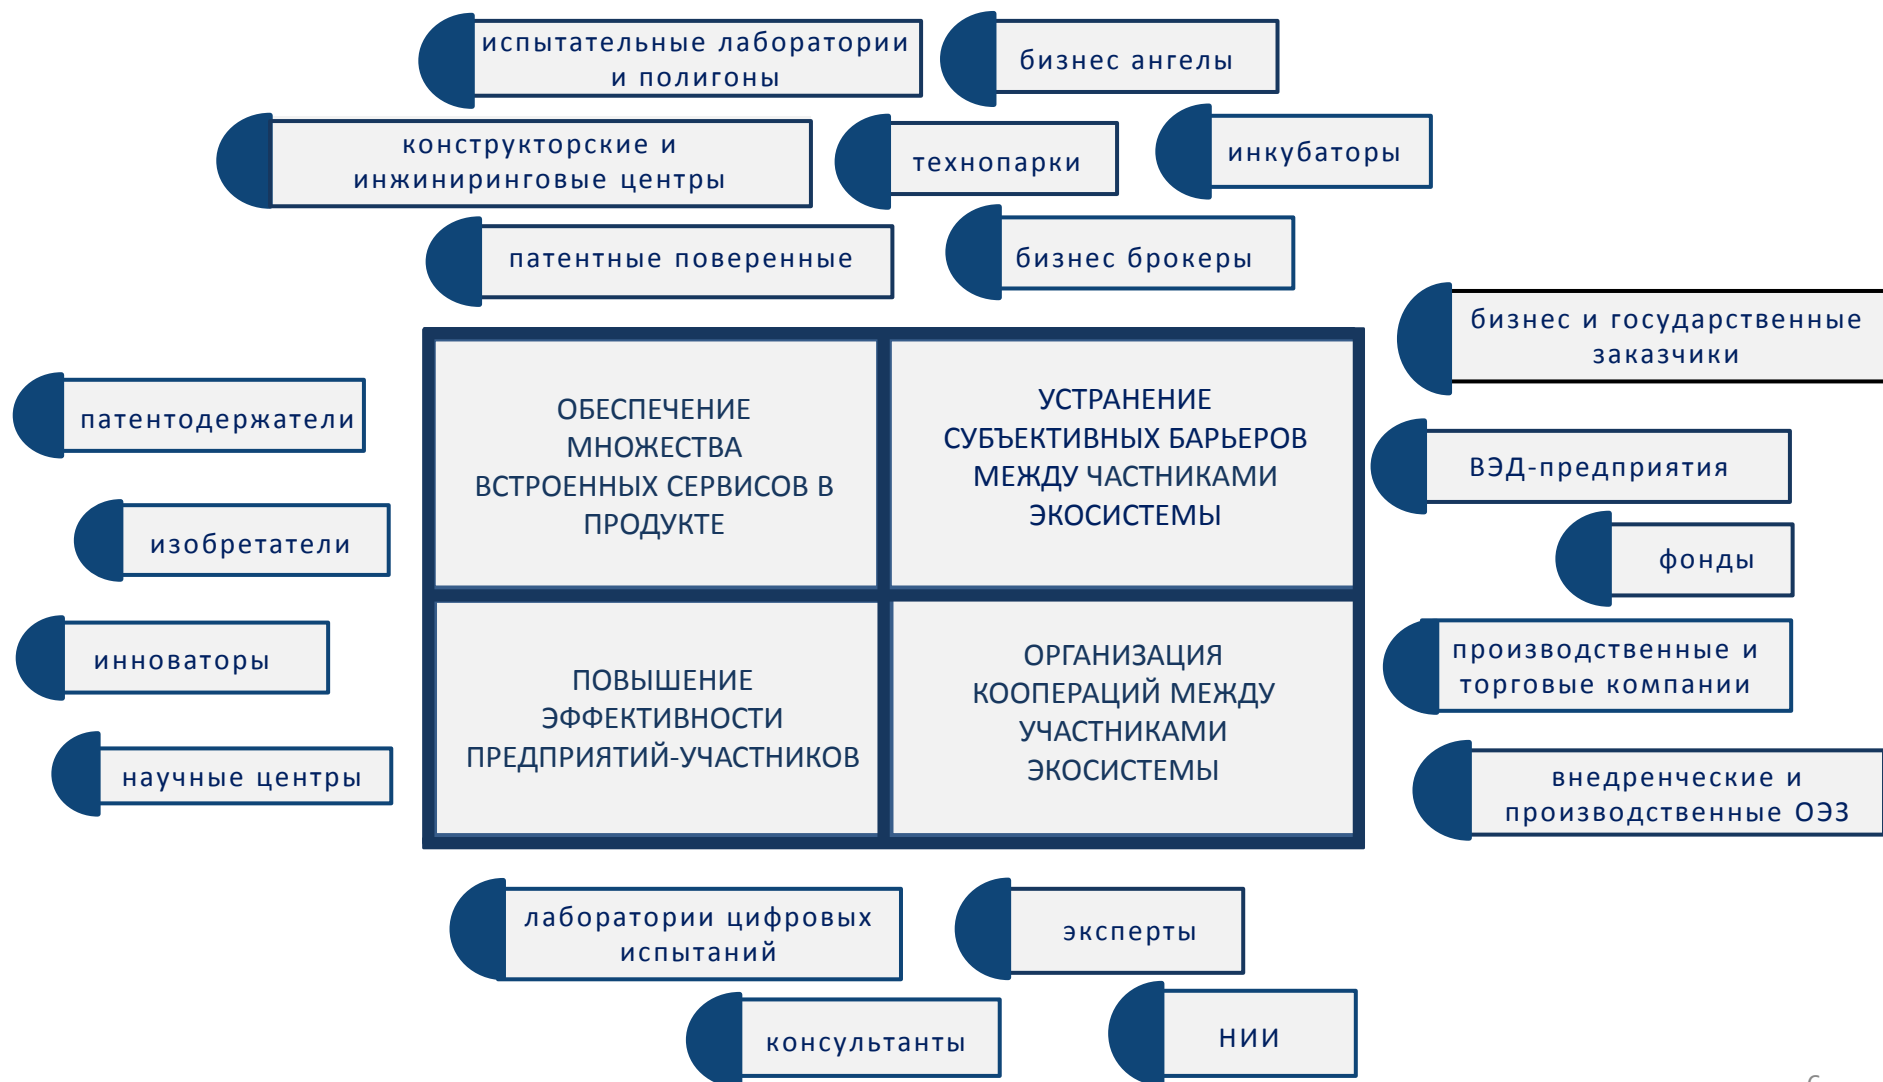 испытательные лаборатории
и полигоны
бизнес ангелы
конструкторские и
инжиниринговые центры
технопарки
инкубаторы
патентные поверенные
бизнес брокеры
бизнес и государственные
заказчики
патентодержатели
ВЭД-предприятия
изобретатели
фонды
инноваторы
производственные и
торговые компании
научные центры
внедренческие и
производственные ОЭЗ
ОБЕСПЕЧЕНИЕ
МНОЖЕСТВА
ВСТРОЕННЫХ СЕРВИСОВ В
ПРОДУКТЕ
УСТРАНЕНИЕ
СУБЪЕКТИВНЫХ БАРЬЕРОВ
МЕЖДУ ЧАСТНИКАМИ
ЭКОСИСТЕМЫ
ПОВЫШЕНИЕ
ЭФФЕКТИВНОСТИ
ПРЕДПРИЯТИЙ-УЧАСТНИКОВ
ОРГАНИЗАЦИЯ
КООПЕРАЦИЙ МЕЖДУ
УЧАСТНИКАМИ
ЭКОСИСТЕМЫ
лаборатории цифровых
испытаний
эксперты
консультанты
НИИ